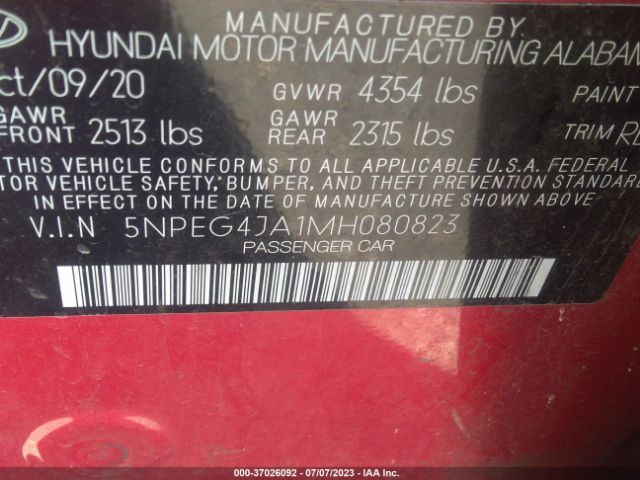 MANUFACTURED BY
HYUNDAI MOTOR MANUFACTURING ALABAM
ct/09/20 GVWR 4354 lbs PAINT
GAWR FRONT 2513 lbs GAWR REAR 2315 lbs TRIM
THIS VEHICLE CONFORMS TO ALL APPLICABLE U.S.A. FEDERAL
TOR VEHICLE SAFETY, BUMPER, AND THEFT PREVENTION STANDARDS
IN EFFECT ON THE DATE OF MANUFACTURE SHOWN ABOVE.
V.I.N 5NPEG4JA1MH080823
PASSENGER CAR
000-37026092 - 07/07/2023 - IAA Inc.